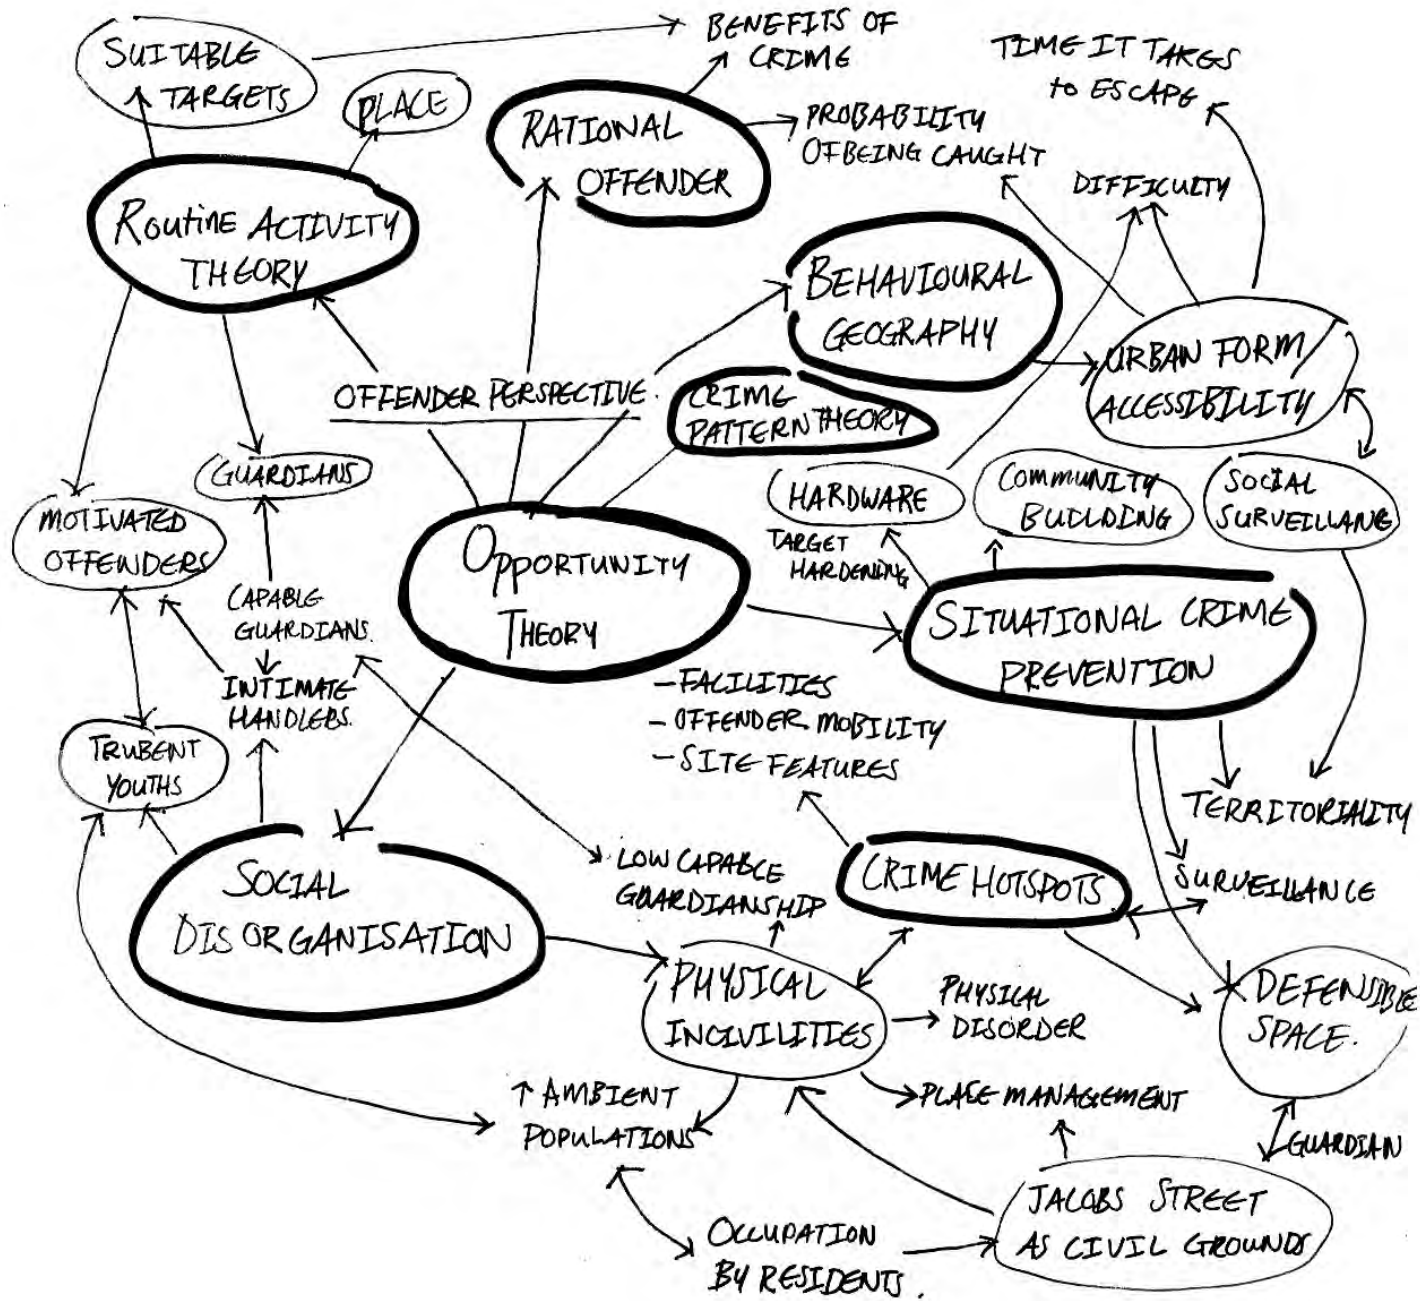 SUITABLE
TARGETS
PLACE
BENEFITS OF
CRIME
TIME IT TAKES
to ESCAPE
RATIONAL
OFFENDER
PROBABILITY
OF BEING CAUGHT
DIFFICULTY
ROUTINE ACTIVITY
THEORY
BEHAVIOURAL
GEOGRAPHY
URBAN FORM/
ACCESSIBILITY
OFFENDER PERSPECTIVE.
CRIME
PATTERN THEORY
GUARDIANS
HARDWARE
COMMUNITY
BUILDING
SOCIAL
SURVEILLANE
MOTIVATED
OFFENDERS
TARGET
HARDENING
OPPORTUNITY
THEORY
CAPABLE
GUARDIANS.
SITUATIONAL CRIME
PREVENTION
INTIMATE
HANDLERS.
- FACILITIES
- OFFENDER MOBILITY
- SITE FEATURES
TRUBENT
YOUTHS
TERRITORIALITY
SOCIAL
DISORGANISATION
LOW CAPABLE
GUARDIANSHIP
CRIME HOTSPOTS
SURVEILLANCE
PHYSICAL
INCIVILITIES
PHYSICAL
DISORDER
DEFENSIBLE
SPACE.
↑ AMBIENT
POPULATIONS
PLACE MANAGEMENT
GUARDIAN
JACOBS STREET
AS CIVIL GROUNDS
OCCUPATION
BY RESIDENTS.